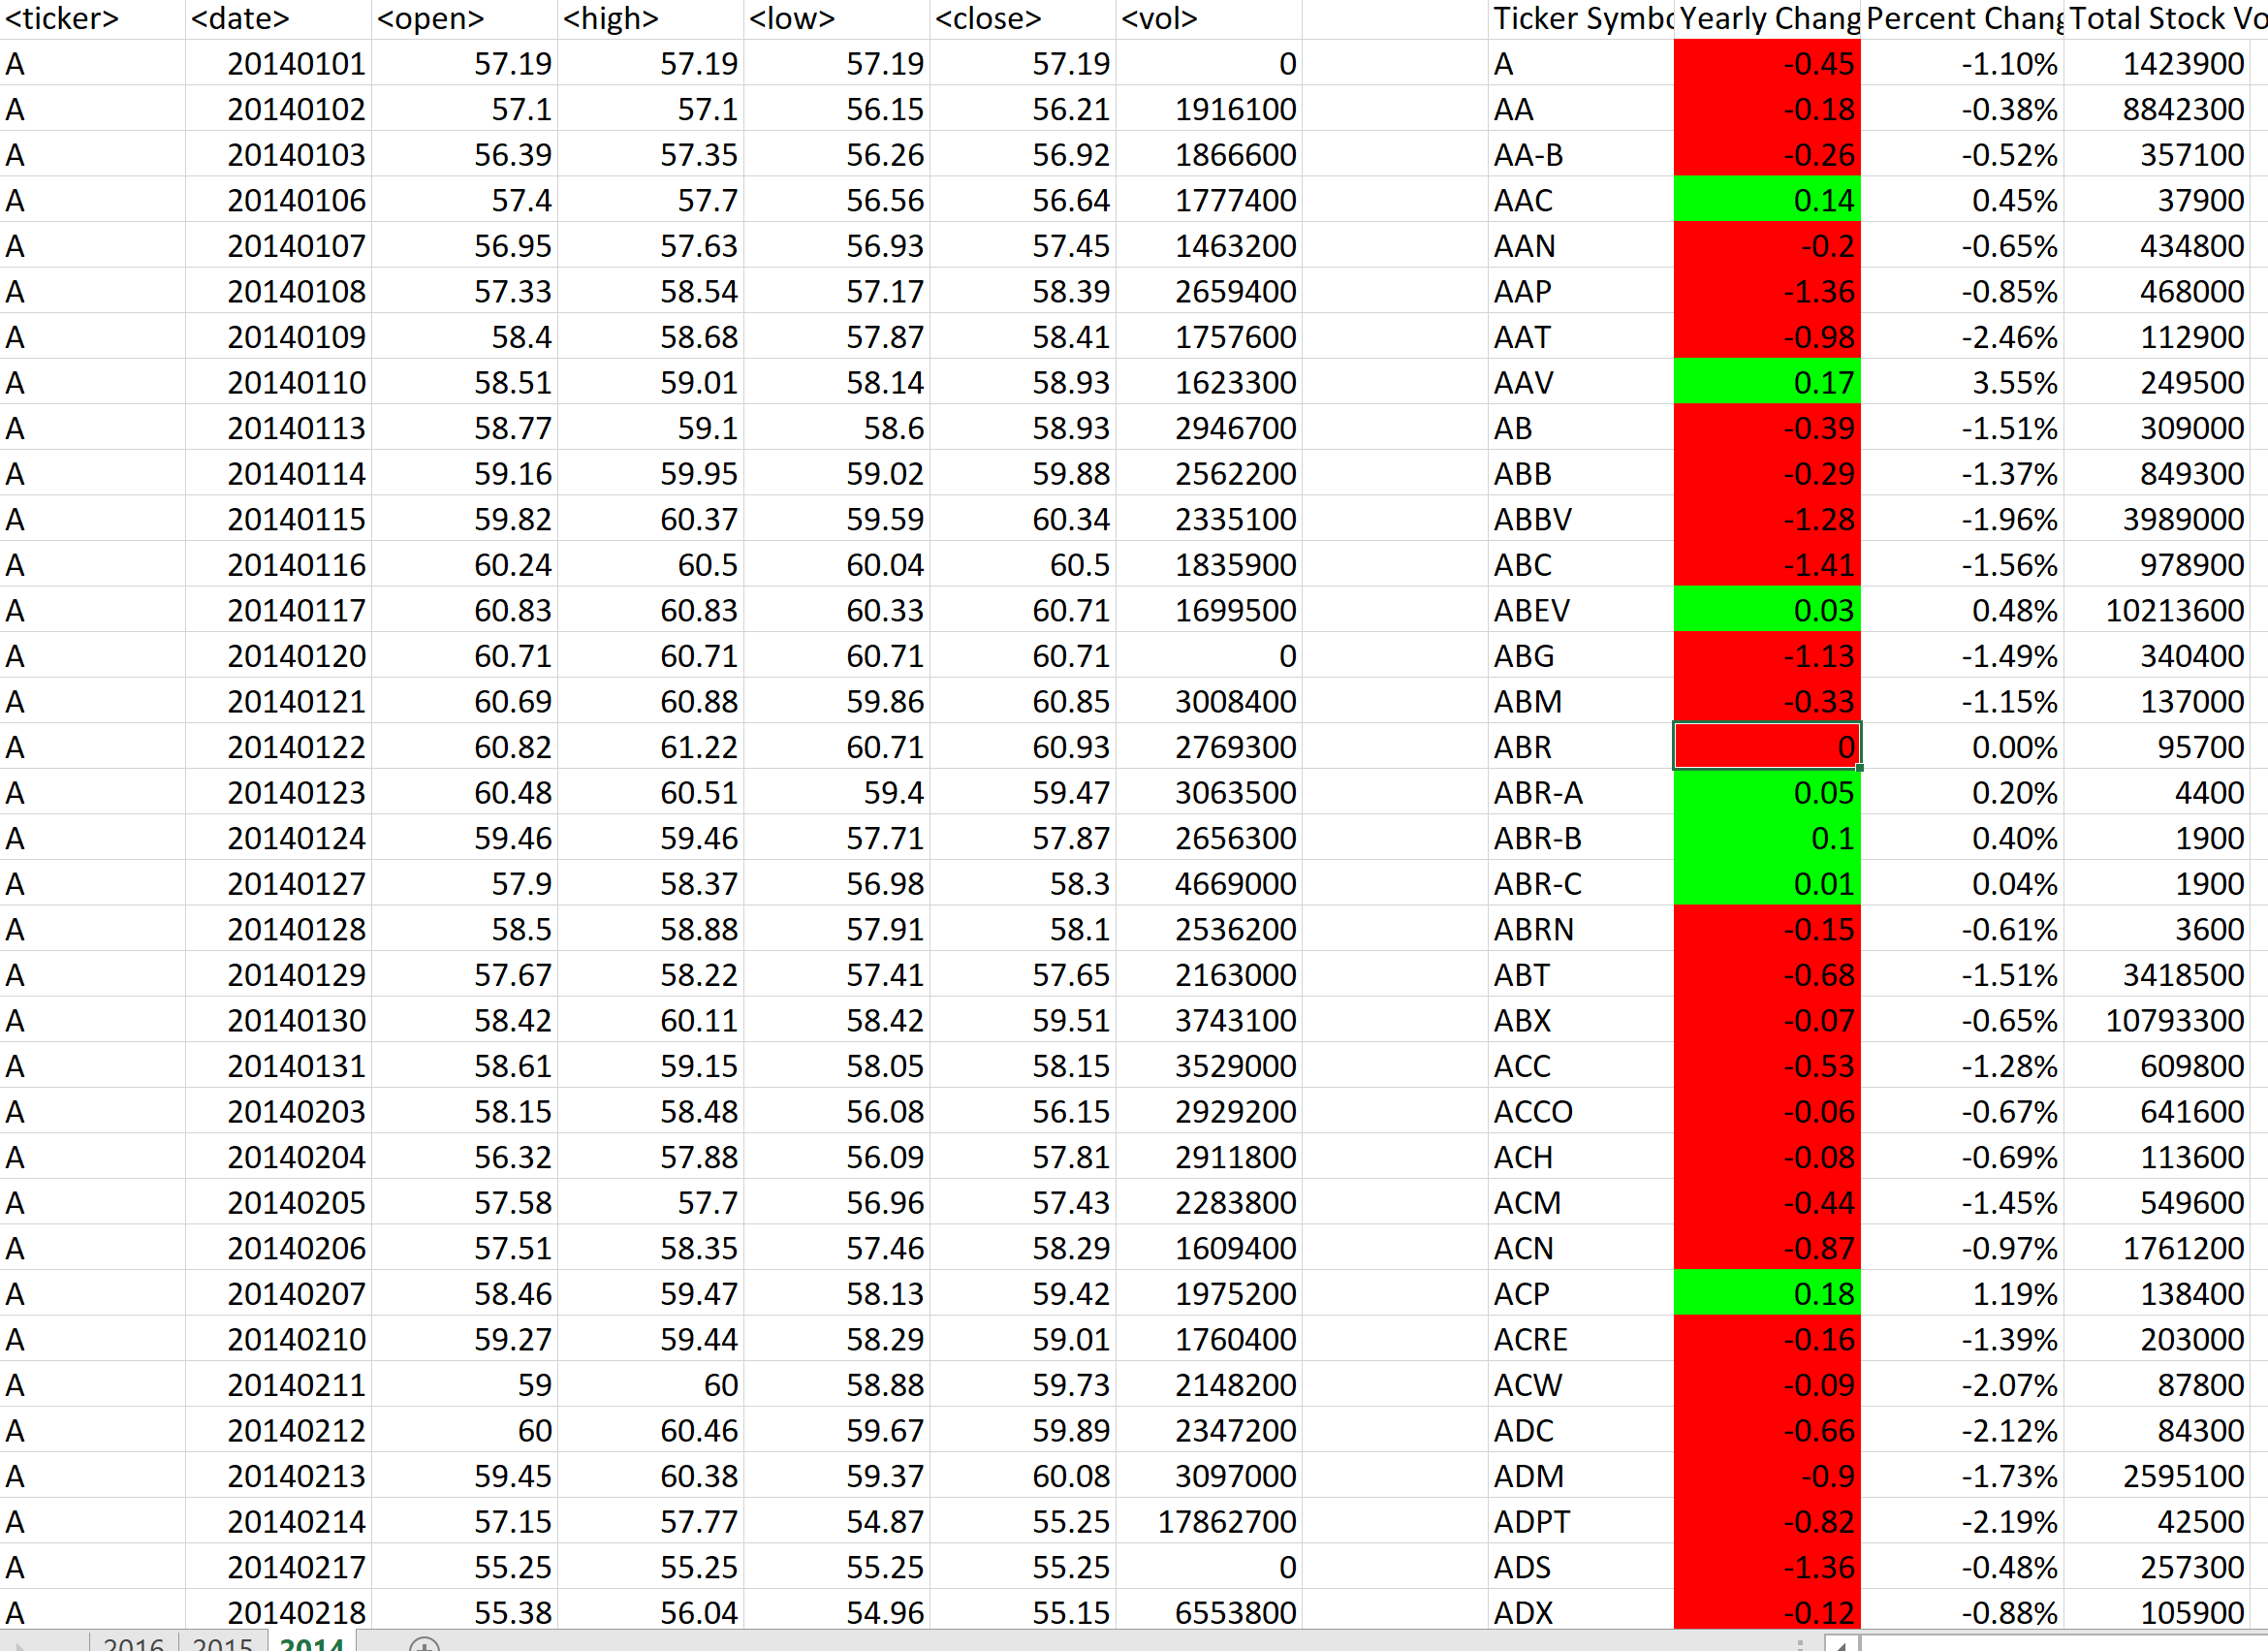 <ticker> <date> <open> <high> <low> <close> <vol> Ticker Symbo Yearly Chang Percent Chang Total Stock Vo
A 20140101 57.19 57.19 57.19 57.19 0 A -0.45 -1.10% 1423900
A 20140102 57.1 57.1 56.15 56.21 1916100 AA -0.18 -0.38% 8842300
A 20140103 56.39 57.35 56.26 56.92 1866600 AA-B -0.26 -0.52% 357100
A 20140106 57.4 57.7 56.56 56.64 1777400 AAC 0.14 0.45% 37900
A 20140107 56.95 57.63 56.93 57.45 1463200 AAN -0.2 -0.65% 434800
A 20140108 57.33 58.54 57.17 58.39 2659400 AAP -1.36 -0.85% 468000
A 20140109 58.4 58.68 57.87 58.41 1757600 AAT -0.98 -2.46% 112900
A 20140110 58.51 59.01 58.14 58.93 1623300 AAV 0.17 3.55% 249500
A 20140113 58.77 59.1 58.6 58.93 2946700 AB -0.39 -1.51% 309000
A 20140114 59.16 59.95 59.02 59.88 2562200 ABB -0.29 -1.37% 849300
A 20140115 59.82 60.37 59.59 60.34 2335100 ABBV -1.28 -1.96% 3989000
A 20140116 60.24 60.5 60.04 60.5 1835900 ABC -1.41 -1.56% 978900
A 20140117 60.83 60.83 60.33 60.71 1699500 ABEV 0.03 0.48% 10213600
A 20140120 60.71 60.71 60.71 60.71 0 ABG -1.13 -1.49% 340400
A 20140121 60.69 60.88 59.86 60.85 3008400 ABM -0.33 -1.15% 137000
A 20140122 60.82 61.22 60.71 60.93 2769300 ABR 0 0.00% 95700
A 20140123 60.48 60.51 59.4 59.47 3063500 ABR-A 0.05 0.20% 4400
A 20140124 59.46 59.46 57.71 57.87 2656300 ABR-B 0.1 0.40% 1900
A 20140127 57.9 58.37 56.98 58.3 4669000 ABR-C 0.01 0.04% 1900
A 20140128 58.5 58.88 57.91 58.1 2536200 ABRN -0.15 -0.61% 3600
A 20140129 57.67 58.22 57.41 57.65 2163000 ABT -0.68 -1.51% 3418500
A 20140130 58.42 60.11 58.42 59.51 3743100 ABX -0.07 -0.65% 10793300
A 20140131 58.61 59.15 58.05 58.15 3529000 ACC -0.53 -1.28% 609800
A 20140203 58.15 58.48 56.08 56.15 2929200 ACCO -0.06 -0.67% 641600
A 20140204 56.32 57.88 56.09 57.81 2911800 ACH -0.08 -0.69% 113600
A 20140205 57.58 57.7 56.96 57.43 2283800 ACM -0.44 -1.45% 549600
A 20140206 57.51 58.35 57.46 58.29 1609400 ACN -0.87 -0.97% 1761200
A 20140207 58.46 59.47 58.13 59.42 1975200 ACP 0.18 1.19% 138400
A 20140210 59.27 59.44 58.29 59.01 1760400 ACRE -0.16 -1.39% 203000
A 20140211 59 60 58.88 59.73 2148200 ACW -0.09 -2.07% 87800
A 20140212 60 60.46 59.67 59.89 2347200 ADC -0.66 -2.12% 84300
A 20140213 59.45 60.38 59.37 60.08 3097000 ADM -0.9 -1.73% 2595100
A 20140214 57.15 57.77 54.87 55.25 17862700 ADPT -0.82 -2.19% 42500
A 20140217 55.25 55.25 55.25 55.25 0 ADS -1.36 -0.48% 257300
A 20140218 55.38 56.04 54.96 55.15 6553800 ADX -0.12 -0.88% 105900
2016 2015 2014